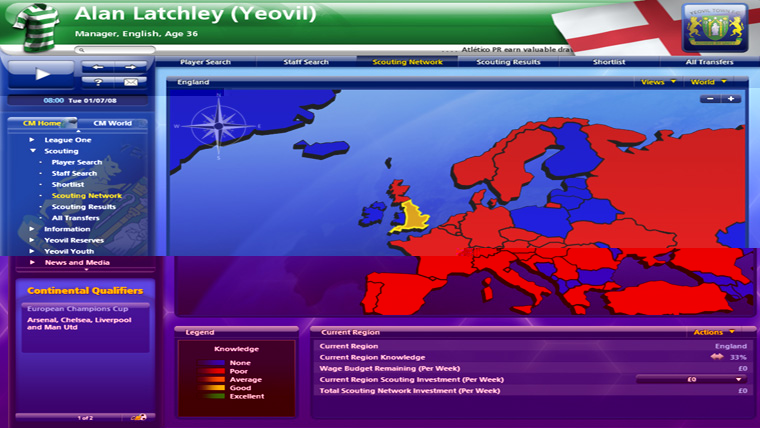 Alan Latchley (Yeovil)
Manager, English, Age 36
Atlético PR earn valuable dra
Player Search
Staff Search
Scouting Network
Scouting Results
Shortlist
All Transfers
?
08:00 Tue 01/07/08
England
Views
World
CM Home
CM World
League One
Scouting
Player Search
Staff Search
Shortlist
Scouting Network
Scouting Results
All Transfers
Information
Yeovil Reserves
Yeovil Youth
News and Media
N
W
E
S
Continental Qualifiers
European Champions Cup
Arsenal, Chelsea, Liverpool
and Man Utd
1 of 2
Legend
Knowledge
None
Poor
Average
Good
Excellent
Current Region
Actions
Current Region England
Current Region Knowledge 33%
Wage Budget Remaining (Per Week) £0
Current Region Scouting Investment (Per Week) £0
Total Scouting Network Investment (Per Week) £0